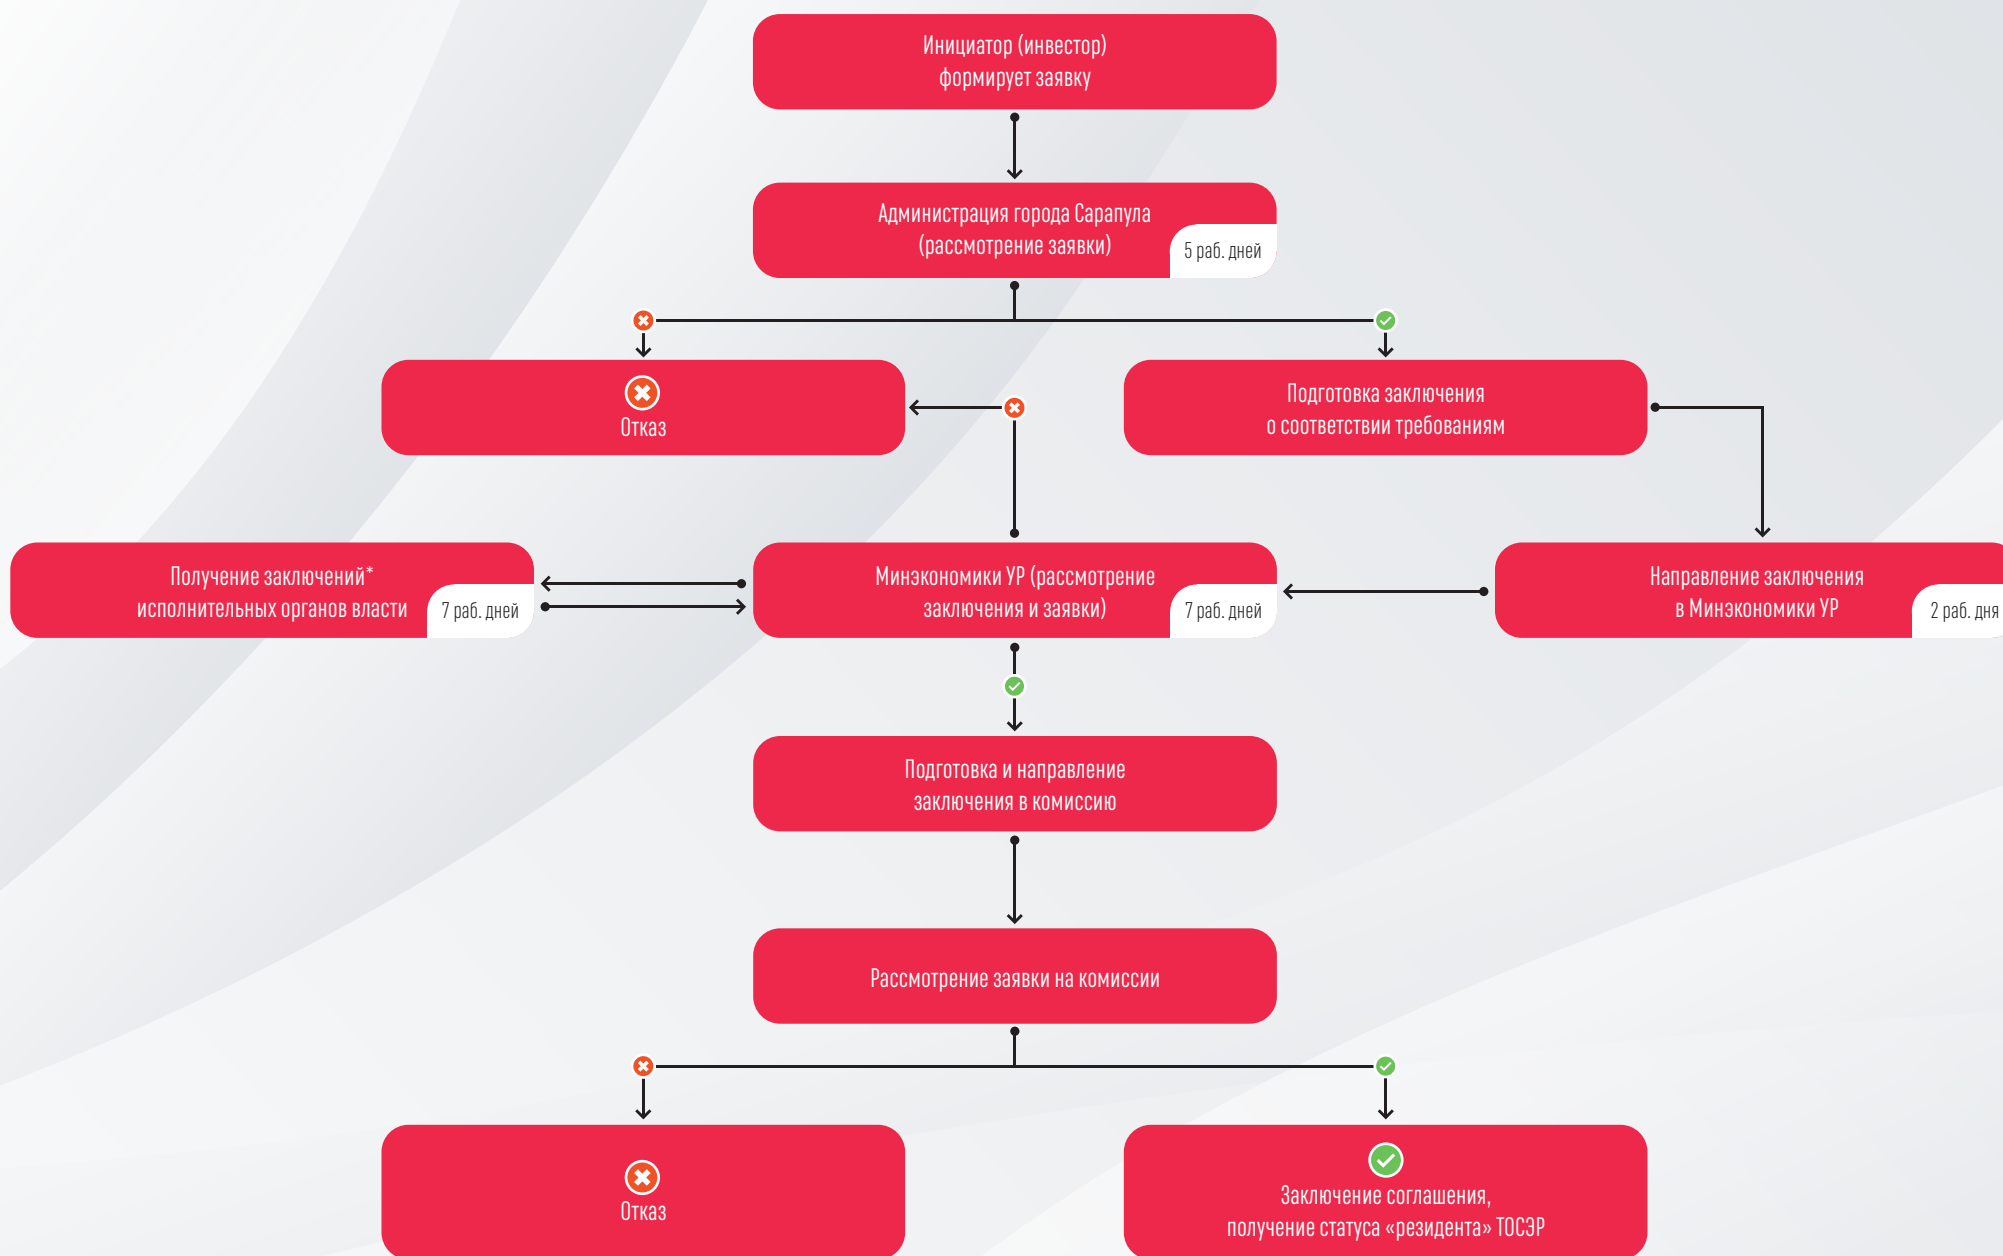 Инициатор (инвестор)
формирует заявку
Администрация города Сарапула
(рассмотрение заявки)
5 раб. дней
Отказ
Подготовка заключения
о соответствии требованиям
Получение заключений*
исполнительных органов власти
7 раб. дней
Минэкономики УР (рассмотрение
заключения и заявки)
7 раб. дней
Направление заключения
в Минэкономики УР
2 раб. дня
Подготовка и направление
заключения в комиссию
Рассмотрение заявки на комиссии
Отказ
Заключение соглашения,
получение статуса «резидента» ТОСЭР